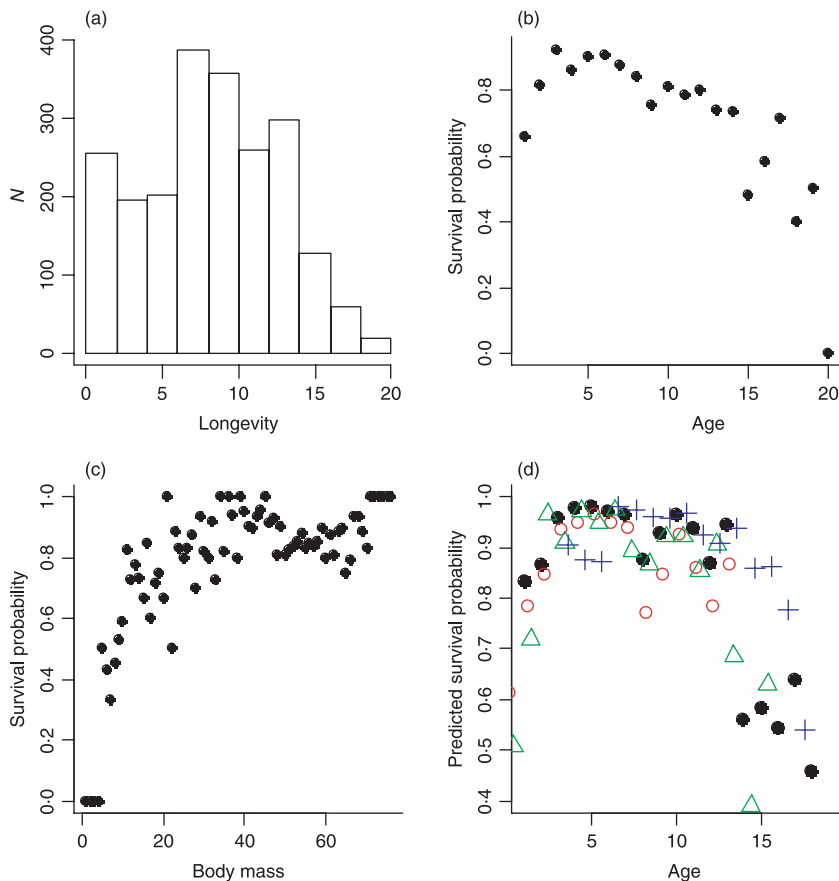 (a)
400
300
200
100
0
N
0 5 10 15 20
Longevity
(b)
0·8
0·6
0·4
0·2
0·0
Survival probability
5 10 15 20
Age
(c)
1·0
0·8
0·6
0·4
0·2
0·0
Survival probability
0 20 40 60
Body mass
(d)
1·0
0·9
0·8
0·7
0·6
0·5
0·4
Predicted survival probability
5 10 15
Age